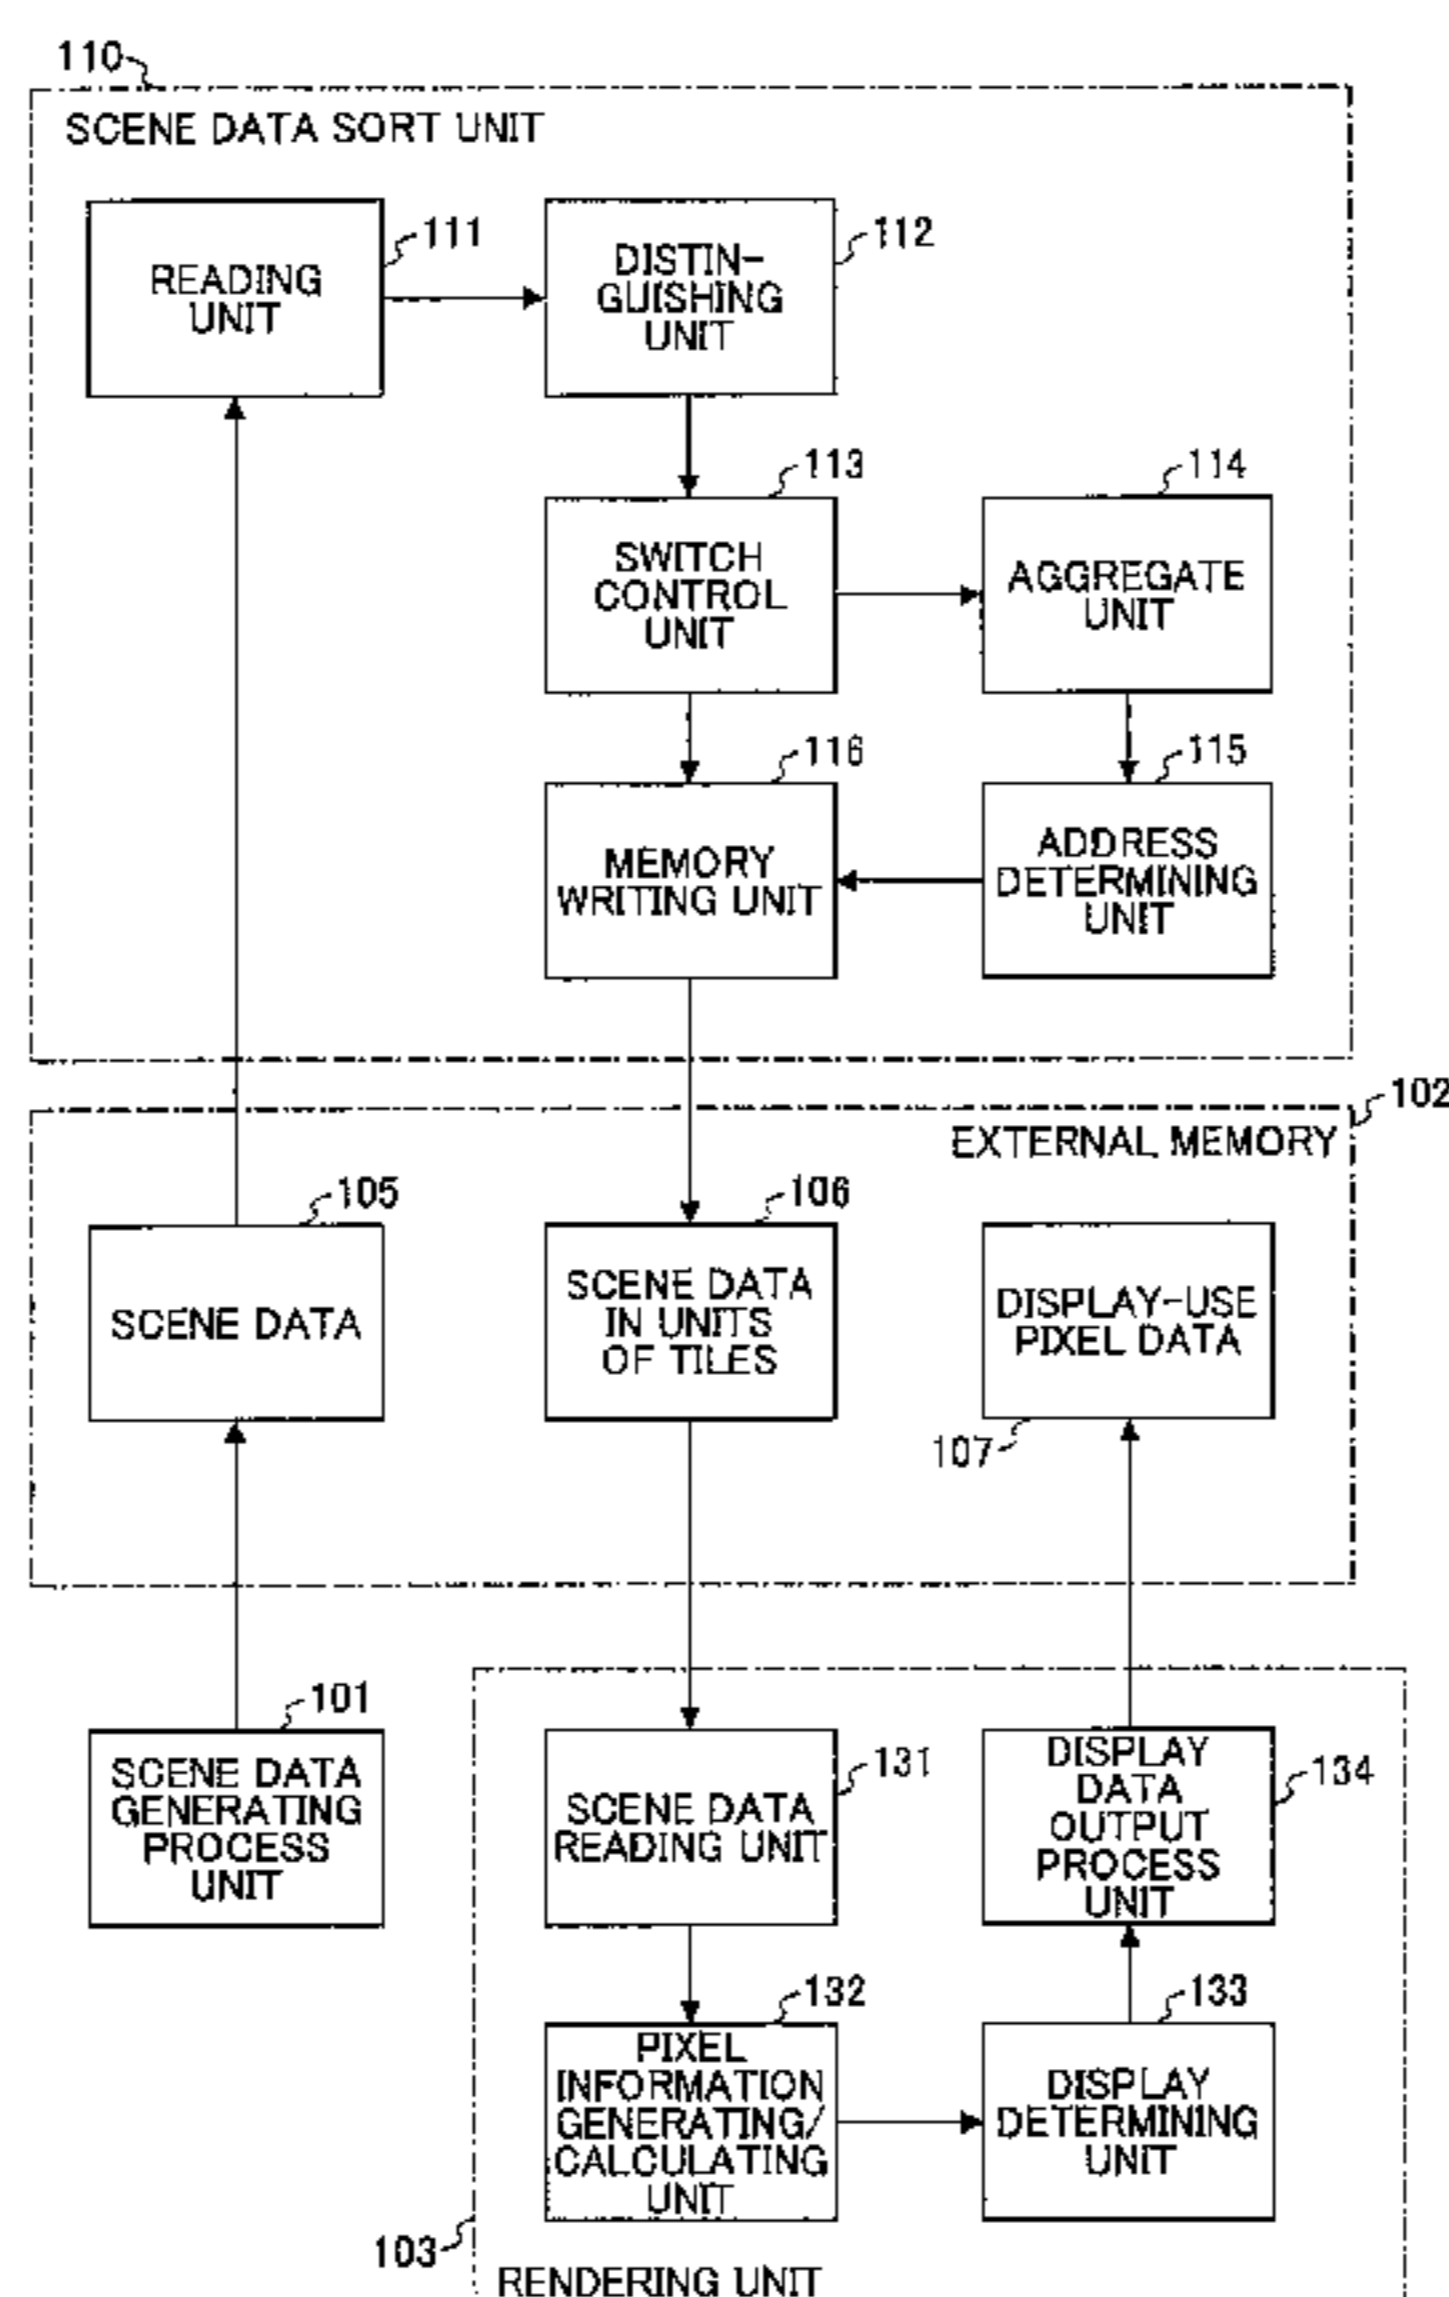 110
SCENE DATA SORT UNIT
READING
UNIT
111
DISTIN-
GUISHING
UNIT
112
SWITCH
CONTROL
UNIT
113
AGGREGATE
UNIT
114
MEMORY
WRITING UNIT
116
ADDRESS
DETERMINING
UNIT
115
102
EXTERNAL MEMORY
105
SCENE DATA
106
SCENE DATA
IN UNITS
OF TILES
DISPLAY-USE
PIXEL DATA
107
101
SCENE DATA
GENERATING
PROCESS
UNIT
SCENE DATA
READING UNIT
131
DISPLAY
DATA
OUTPUT
PROCESS
UNIT
134
132
PIXEL
INFORMATION
GENERATING/
CALCULATING
UNIT
133
DISPLAY
DETERMINING
UNIT
103
RENDERING UNIT